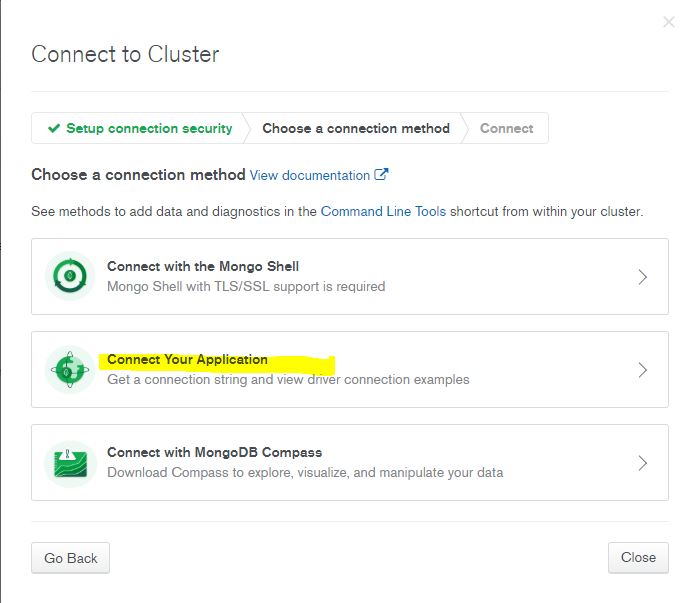 Connect to Cluster
Setup connection security
Choose a connection method
Connect
Choose a connection method View documentation
See methods to add data and diagnostics in the Command Line Tools shortcut from within your cluster.
Connect with the Mongo Shell
Mongo Shell with TLS/SSL support is required
Connect Your Application
Get a connection string and view driver connection examples
Connect with MongoDB Compass
Download Compass to explore, visualize, and manipulate your data
Go Back
Close